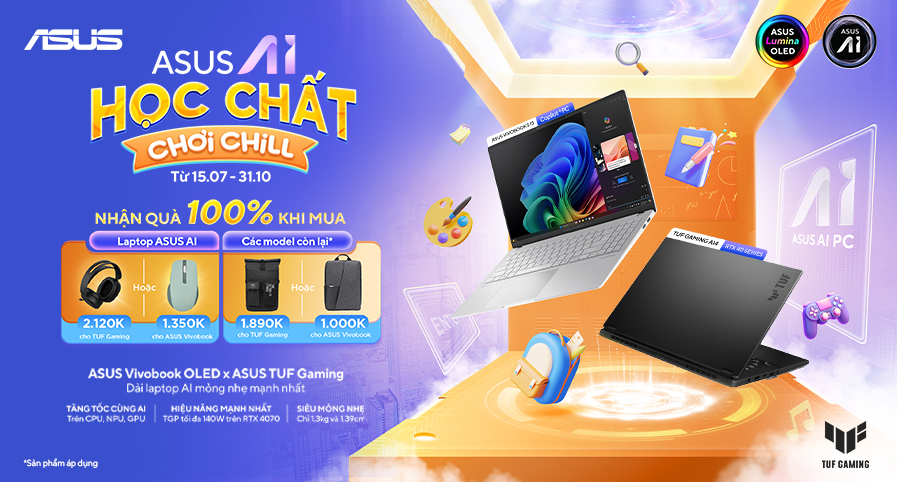 ASUS
ASUS AI
HỌC CHẤT
CHƠI CHILL
Từ 15.07 - 31.10
NHẬN QUÀ 100% KHI MUA
Laptop ASUS AI
Các model còn lại*
Hoặc
Hoặc
2.120K
cho TUF Gaming
1.350K
cho ASUS Vivobook
1.890K
cho TUF Gaming
1.000K
cho ASUS Vivobook
ASUS Vivobook OLED x ASUS TUF Gaming
Dải laptop AI mỏng nhẹ mạnh nhất
TĂNG TỐC CÙNG AI
Trên CPU, NPU, GPU
HIỆU NĂNG MẠNH NHẤT
TGP tối đa 140W trên RTX 4070
SIÊU MỎNG NHẸ
Chỉ 1.3kg và 1.39cm
*Sản phẩm áp dụng
ASUS
Lumina
OLED
ASUS
AI
ASUS VIVOBOOK S 15
Copilot+ PC
TUF GAMING A14
RTX 40 SERIES
TUF
AI
ASUS AI PC
TUF GAMING